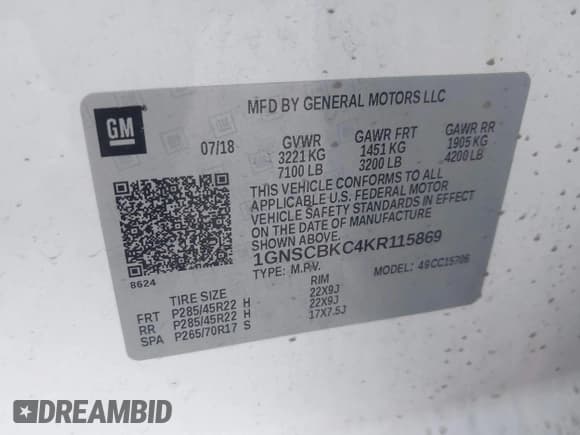 GM
MFD BY GENERAL MOTORS LLC
07/18 GVWR GAWR FRT GAWR RR
3221 KG 1451 KG 1905 KG
7100 LB 3200 LB 4200 LB
THIS VEHICLE CONFORMS TO ALL
APPLICABLE U.S. FEDERAL MOTOR
VEHICLE SAFETY STANDARDS IN EFFECT
ON THE DATE OF MANUFACTURE
SHOWN ABOVE.
1GNSCBKC4KR115869
8624 TYPE: M.P.V. MODEL: 49CC15706
TIRE SIZE RIM
FRT P285/45R22 H 22X9J
RR P285/45R22 H 22X9J
SPA P265/70R17 S 17X7.5J
DREAMBID